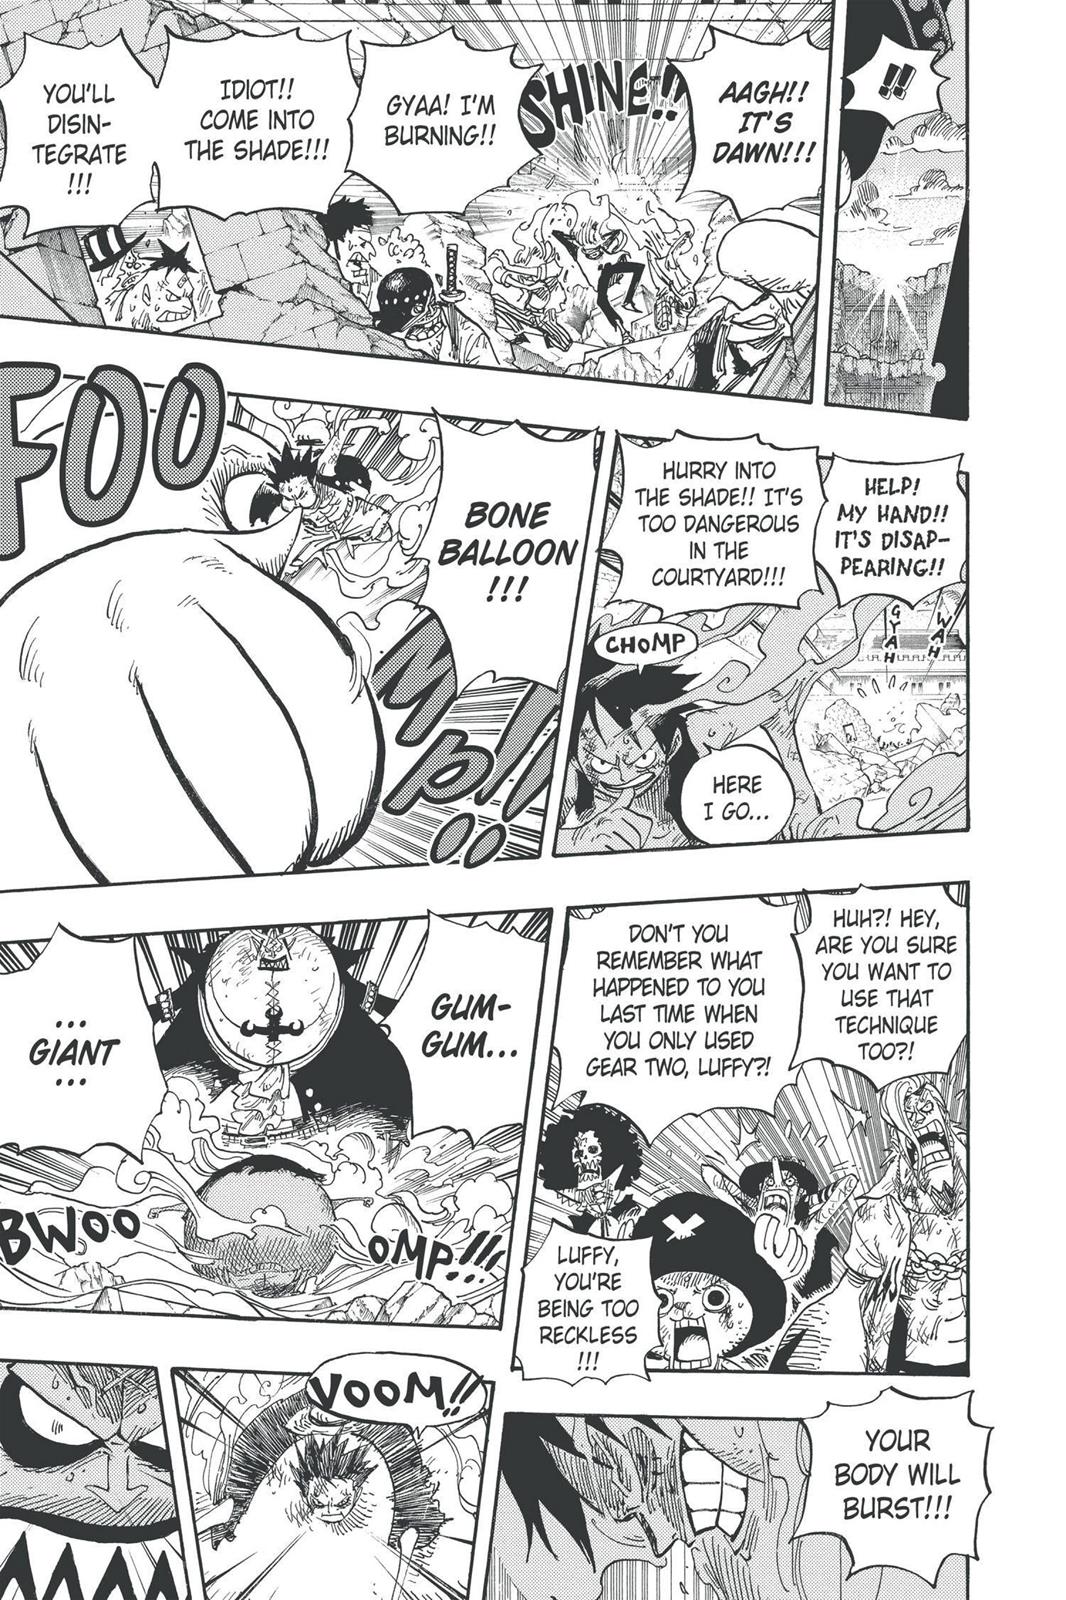 !!
AAGH!!
IT'S
DAWN!!!
SHINE!!
GYAA! I'M
BURNING!!
IDIOT!!
COME INTO
THE SHADE!!!
YOU'LL
DISIN-
TEGRATE
!!!
HELP!
MY HAND!!
IT'S DISAP-
PEARING!!
HURRY INTO
THE SHADE!! IT'S
TOO DANGEROUS
IN THE
COURTYARD!!!
WAH
GYAH
CHOMP
HERE
I GO...
BONE
BALLOON
!!!
FOO
MP!!
HUH?! HEY,
ARE YOU SURE
YOU WANT TO
USE THAT
TECHNIQUE
TOO?!
DON'T YOU
REMEMBER WHAT
HAPPENED TO YOU
LAST TIME WHEN
YOU ONLY USED
GEAR TWO, LUFFY?!
LUFFY,
YOU'RE
BEING TOO
RECKLESS
!!!
GUM-
GUM...
...
GIANT
...
BWOO
OMP!!!
YOUR
BODY WILL
BURST!!!
VOOM!!